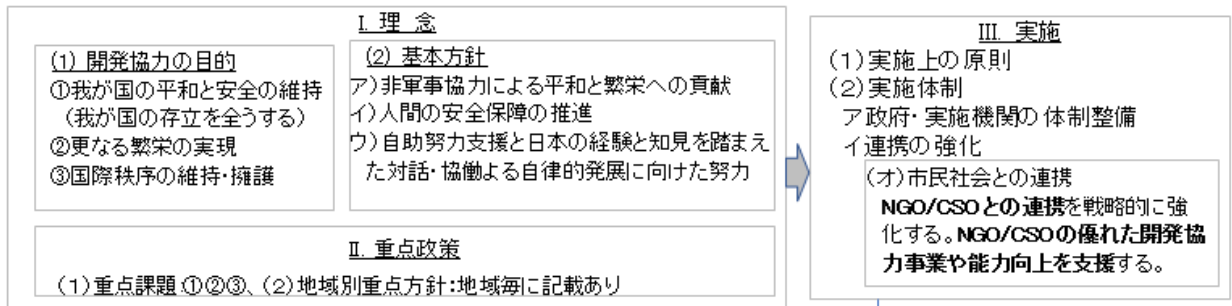 I. 理 念
(1) 開発協力の目的
①我が国の平和と安全の維持
(我が国の存立を全うする)
②更なる繁栄の実現
③国際秩序の維持・擁護
(2) 基本方針
ア)非軍事協力による平和と繁栄への貢献
イ)人間の安全保障の推進
ウ)自助努力支援と日本の経験と知見を踏まえ
た対話・協働よる自律的発展に向けた努力
II. 重点政策
(1)重点課題:①②③、(2)地域別重点方針:地域毎に記載あり
III. 実施
(1)実施上の原則
(2)実施体制
ア政府・実施機関の体制整備
イ連携の強化
(オ)市民社会との連携
NGO/CSOとの連携を戦略的に強
化する。NGO/CSOの優れた開発協
力事業や能力向上を支援する。